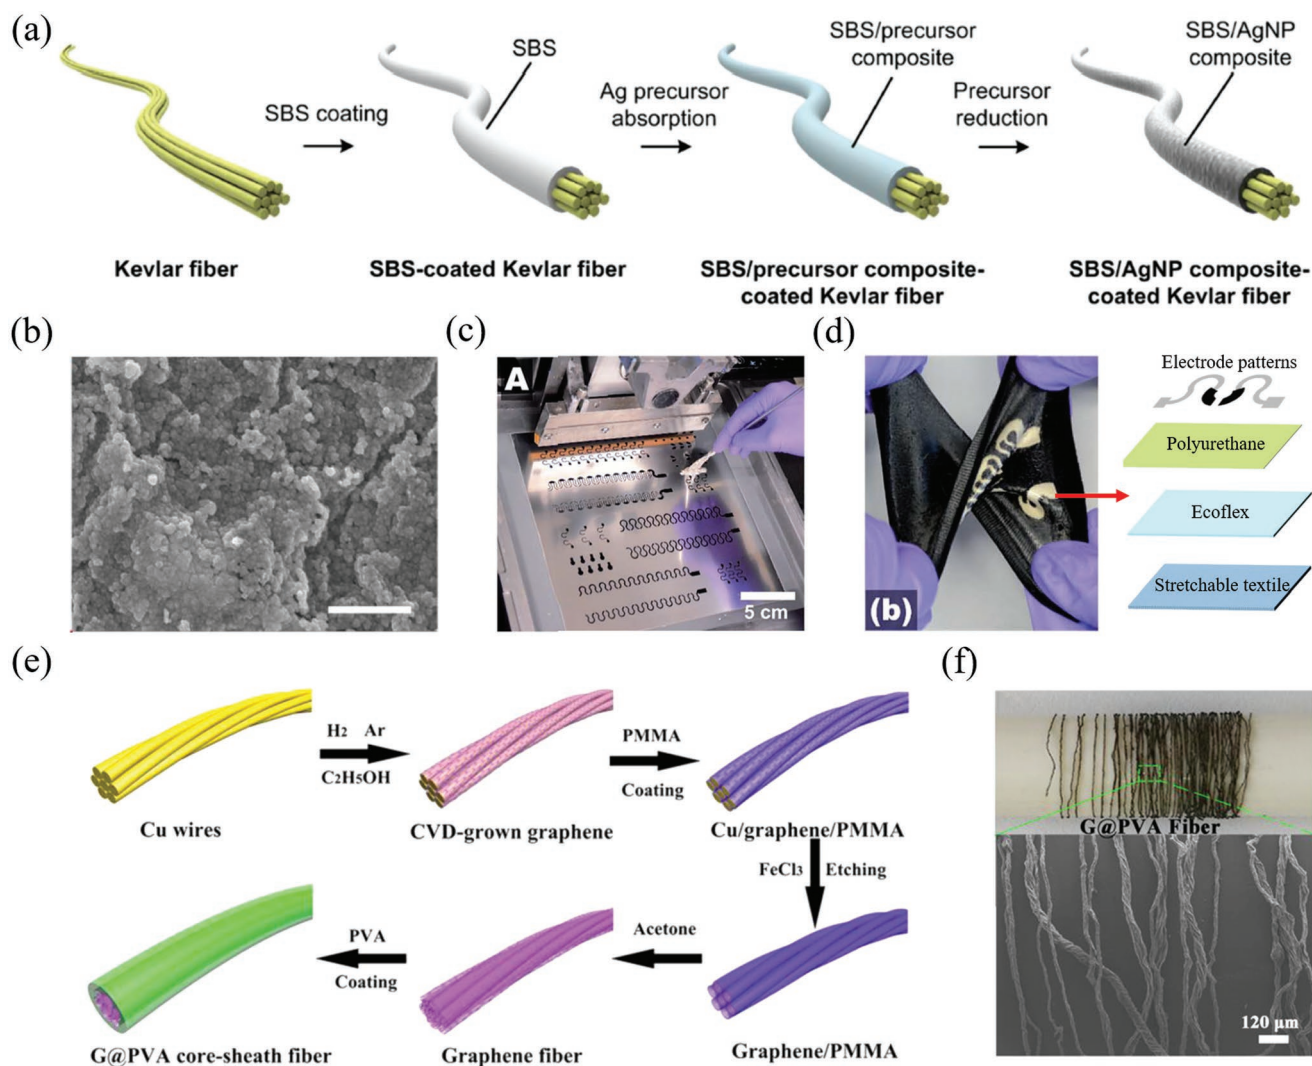 (a)
SBS
SBS/precursor
composite
SBS/AgNP
composite
SBS coating
Ag precursor
absorption
Precursor
reduction
Kevlar fiber
SBS-coated Kevlar fiber
SBS/precursor composite-
coated Kevlar fiber
SBS/AgNP composite-
coated Kevlar fiber
(b)
(c)
A
5 cm
(d)
(b)
Electrode patterns
Polyurethane
Ecoflex
Stretchable textile
(e)
Cu wires
H2 Ar
C2H5OH
CVD-grown graphene
PMMA
Coating
Cu/graphene/PMMA
FeCl3 Etching
Graphene/PMMA
Acetone
Graphene fiber
PVA
Coating
G@PVA core-sheath fiber
(f)
G@PVA Fiber
120 μm